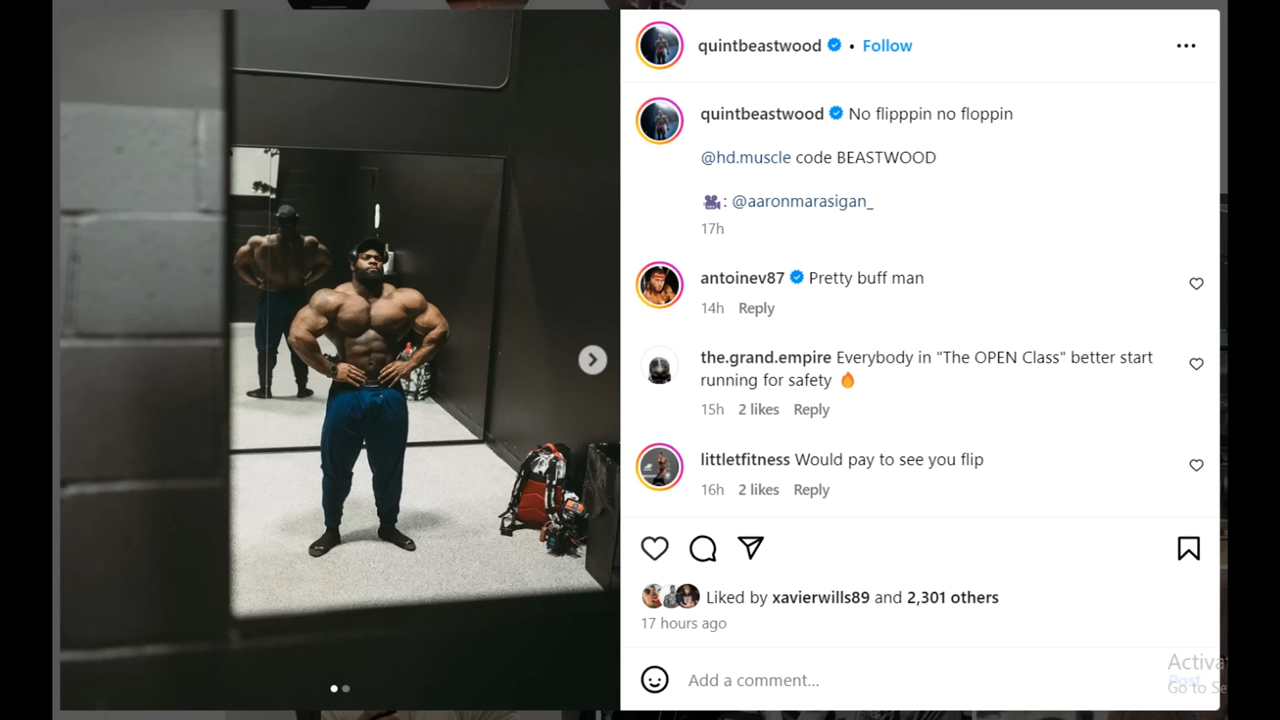 quintbeastwood • Follow
quintbeastwood No flipppin no floppin
@hd.muscle code BEASTWOOD
: @aaronmarasigan_
17h
antoinev87 Pretty buff man
14h Reply
the.grand.empire Everybody in "The OPEN Class" better start
running for safety 🔥
15h 2 likes Reply
littletfitness Would pay to see you flip
16h 2 likes Reply
Liked by xavierwills89 and 2,301 others
17 hours ago
Add a comment...
Post
Activa
Go to Se